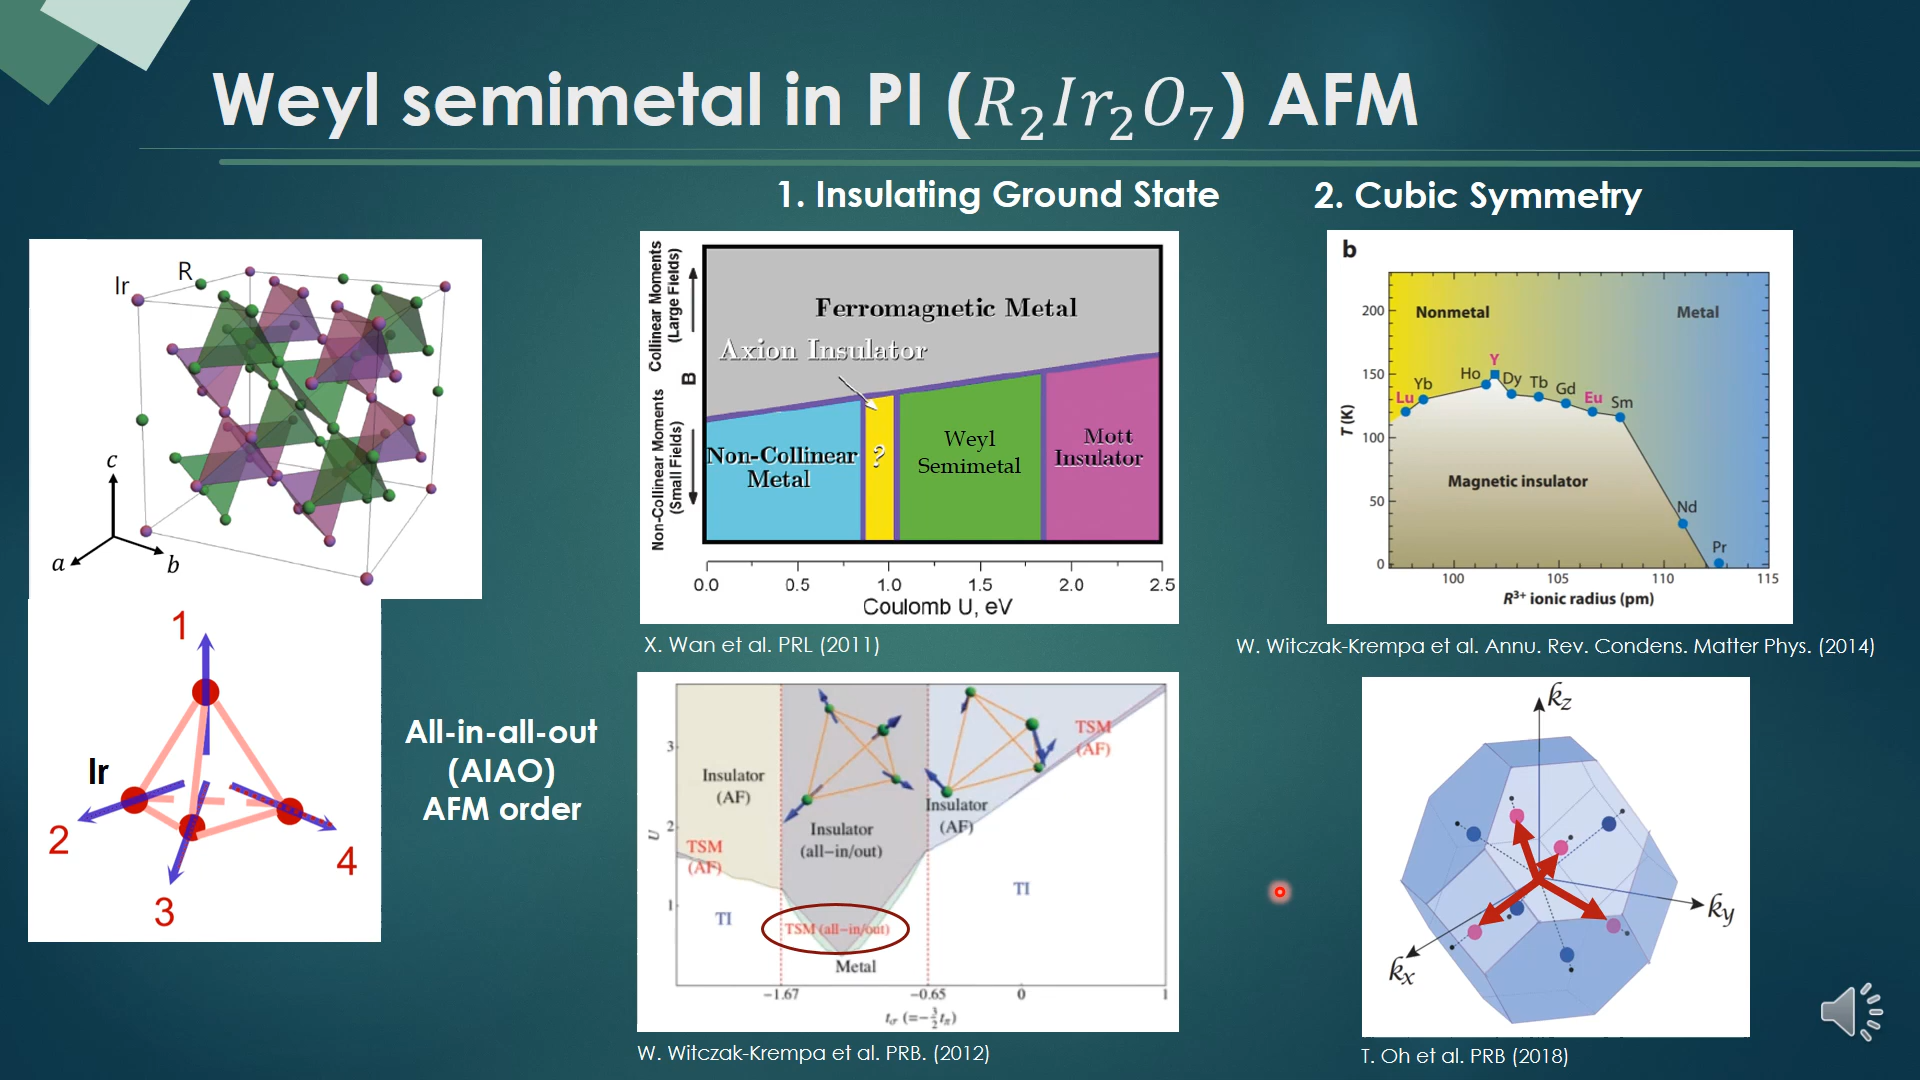 Weyl semimetal in PI (R₂Ir₂O₇) AFM
1. Insulating Ground State
2. Cubic Symmetry
Ir
R
c
a
b
1
Ir
2
3
4
All-in-all-out
(AIAO)
AFM order
Collinear Moments
(Large Fields)
B
Non-Collinear Moments
(Small Fields)
Ferromagnetic Metal
Axion Insulator
Non-Collinear
Metal
?
Weyl
Semimetal
Mott
Insulator
0.0 0.5 1.0 1.5 2.0 2.5
Coulomb U, eV
X. Wan et al. PRL (2011)
b
T (K)
200
150
100
50
0
Nonmetal
Metal
Lu
Yb
Ho
Y
Dy
Tb
Gd
Eu
Sm
Nd
Pr
Magnetic insulator
100 105 110 115
R³⁺ ionic radius (pm)
W. Witczak-Krempa et al. Annu. Rev. Condens. Matter Phys. (2014)
U
3
2
1
Insulator
(AF)
TSM
(AF)
TI
Insulator
(all-in/out)
TSM (all-in/out)
Metal
Insulator
(AF)
TSM
(AF)
TI
-1.67 -0.65 0 1
tσ (=-3/2 tπ)
W. Witczak-Krempa et al. PRB. (2012)
kz
ky
kx
T. Oh et al. PRB (2018)